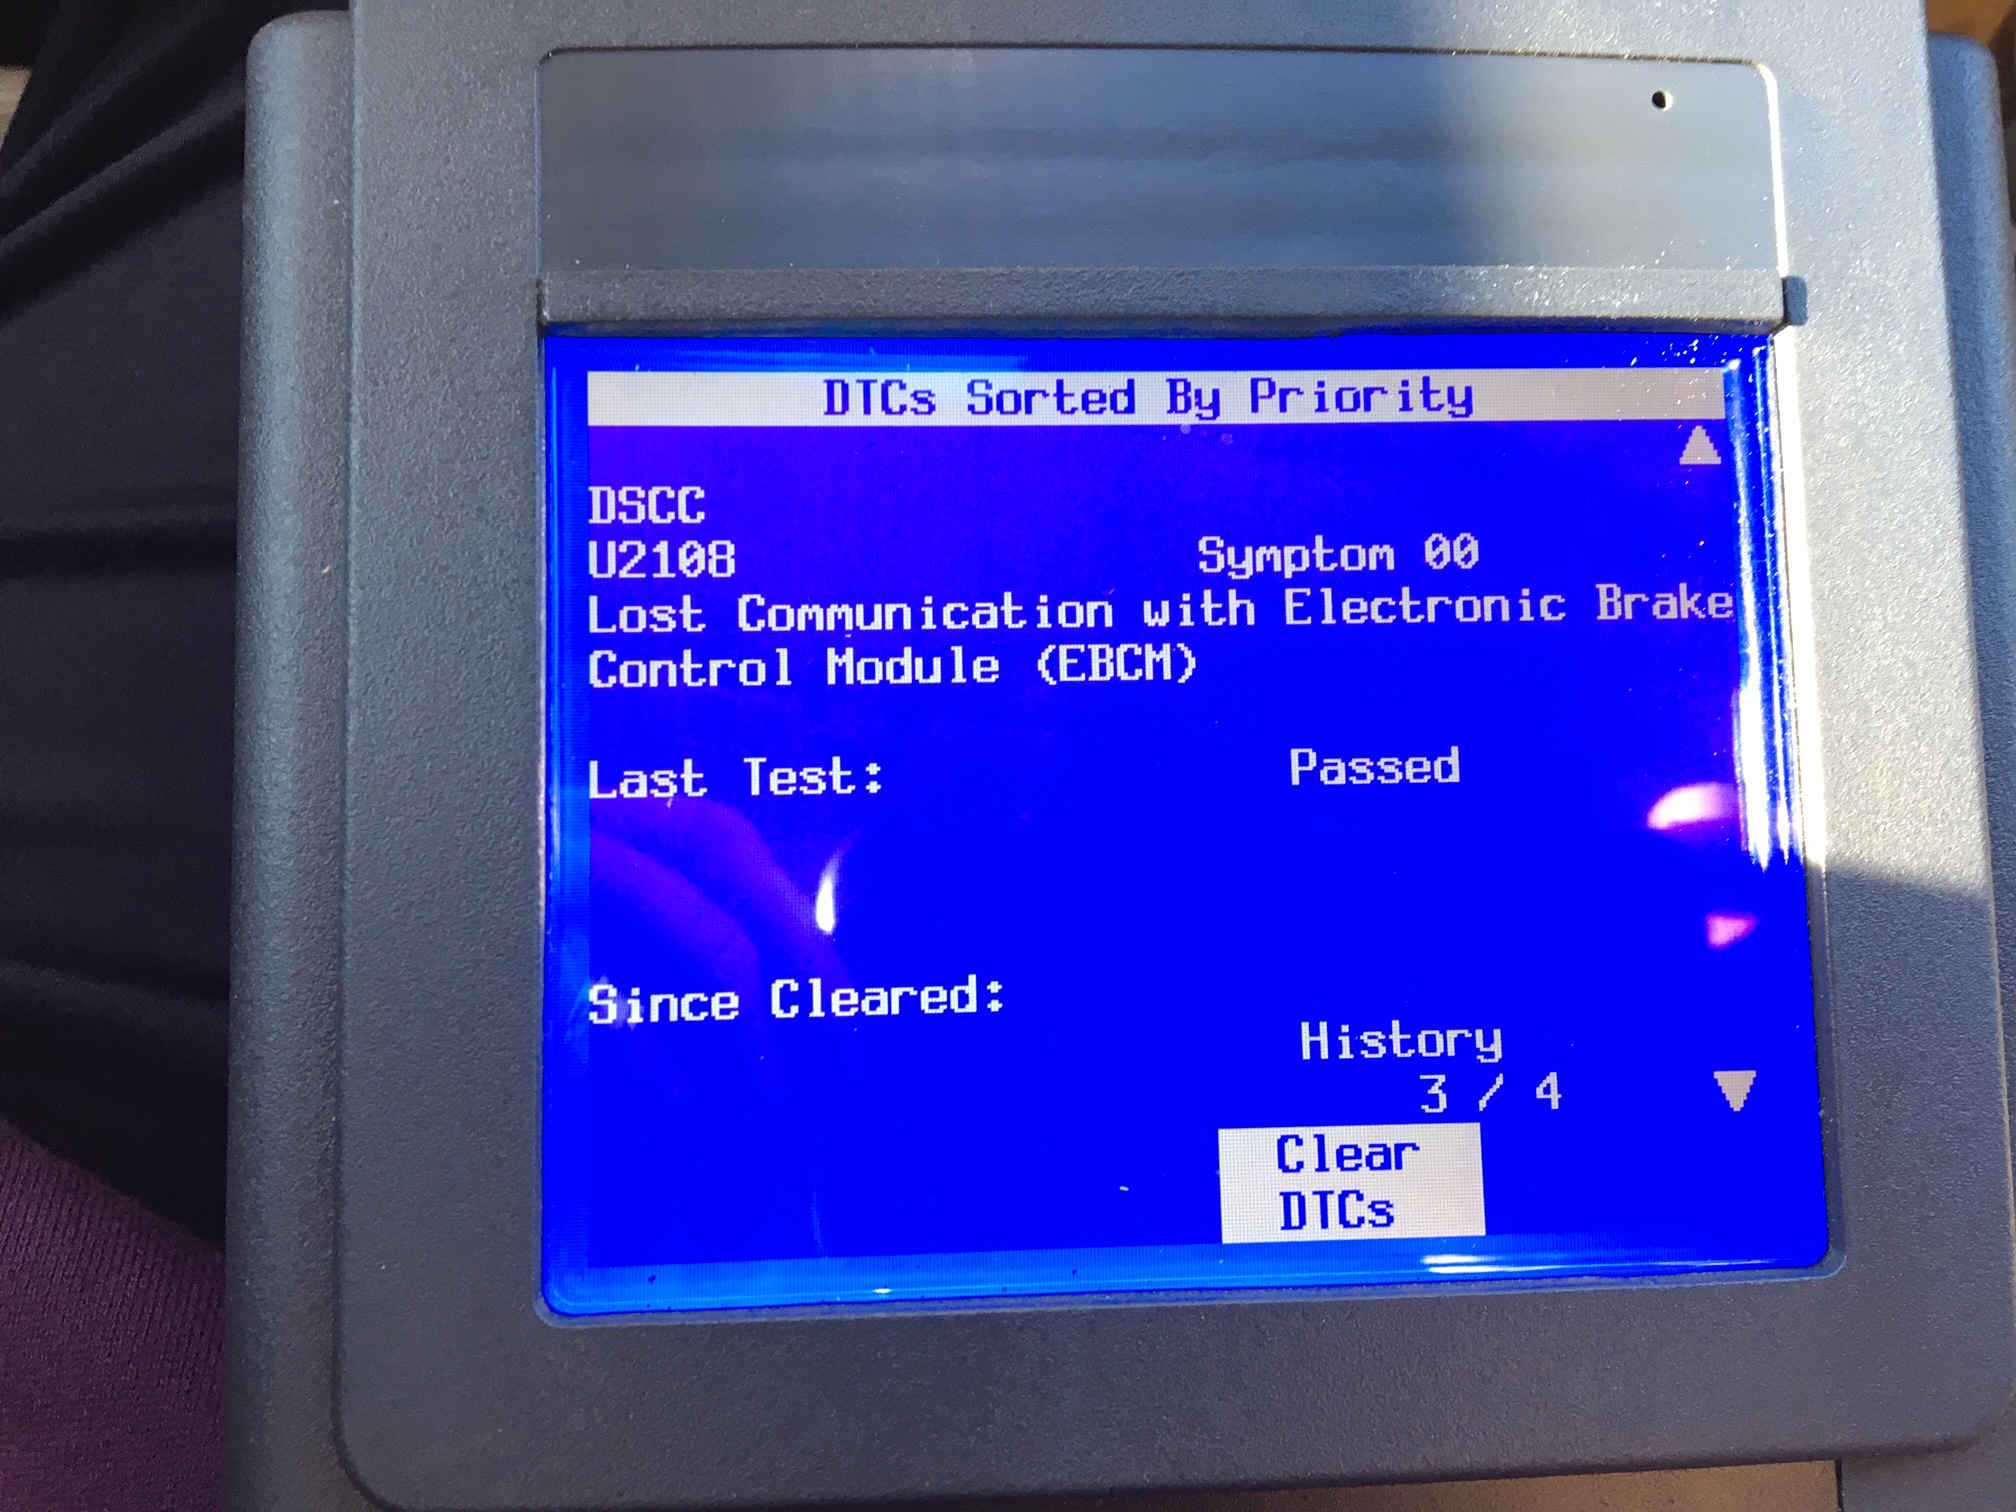 DTCs Sorted By Priority
DSCC
U2108 Symptom 00
Lost Communication with Electronic Brake
Control Module (EBCM)
Last Test: Passed
Since Cleared:
History
3 / 4
Clear
DTCs